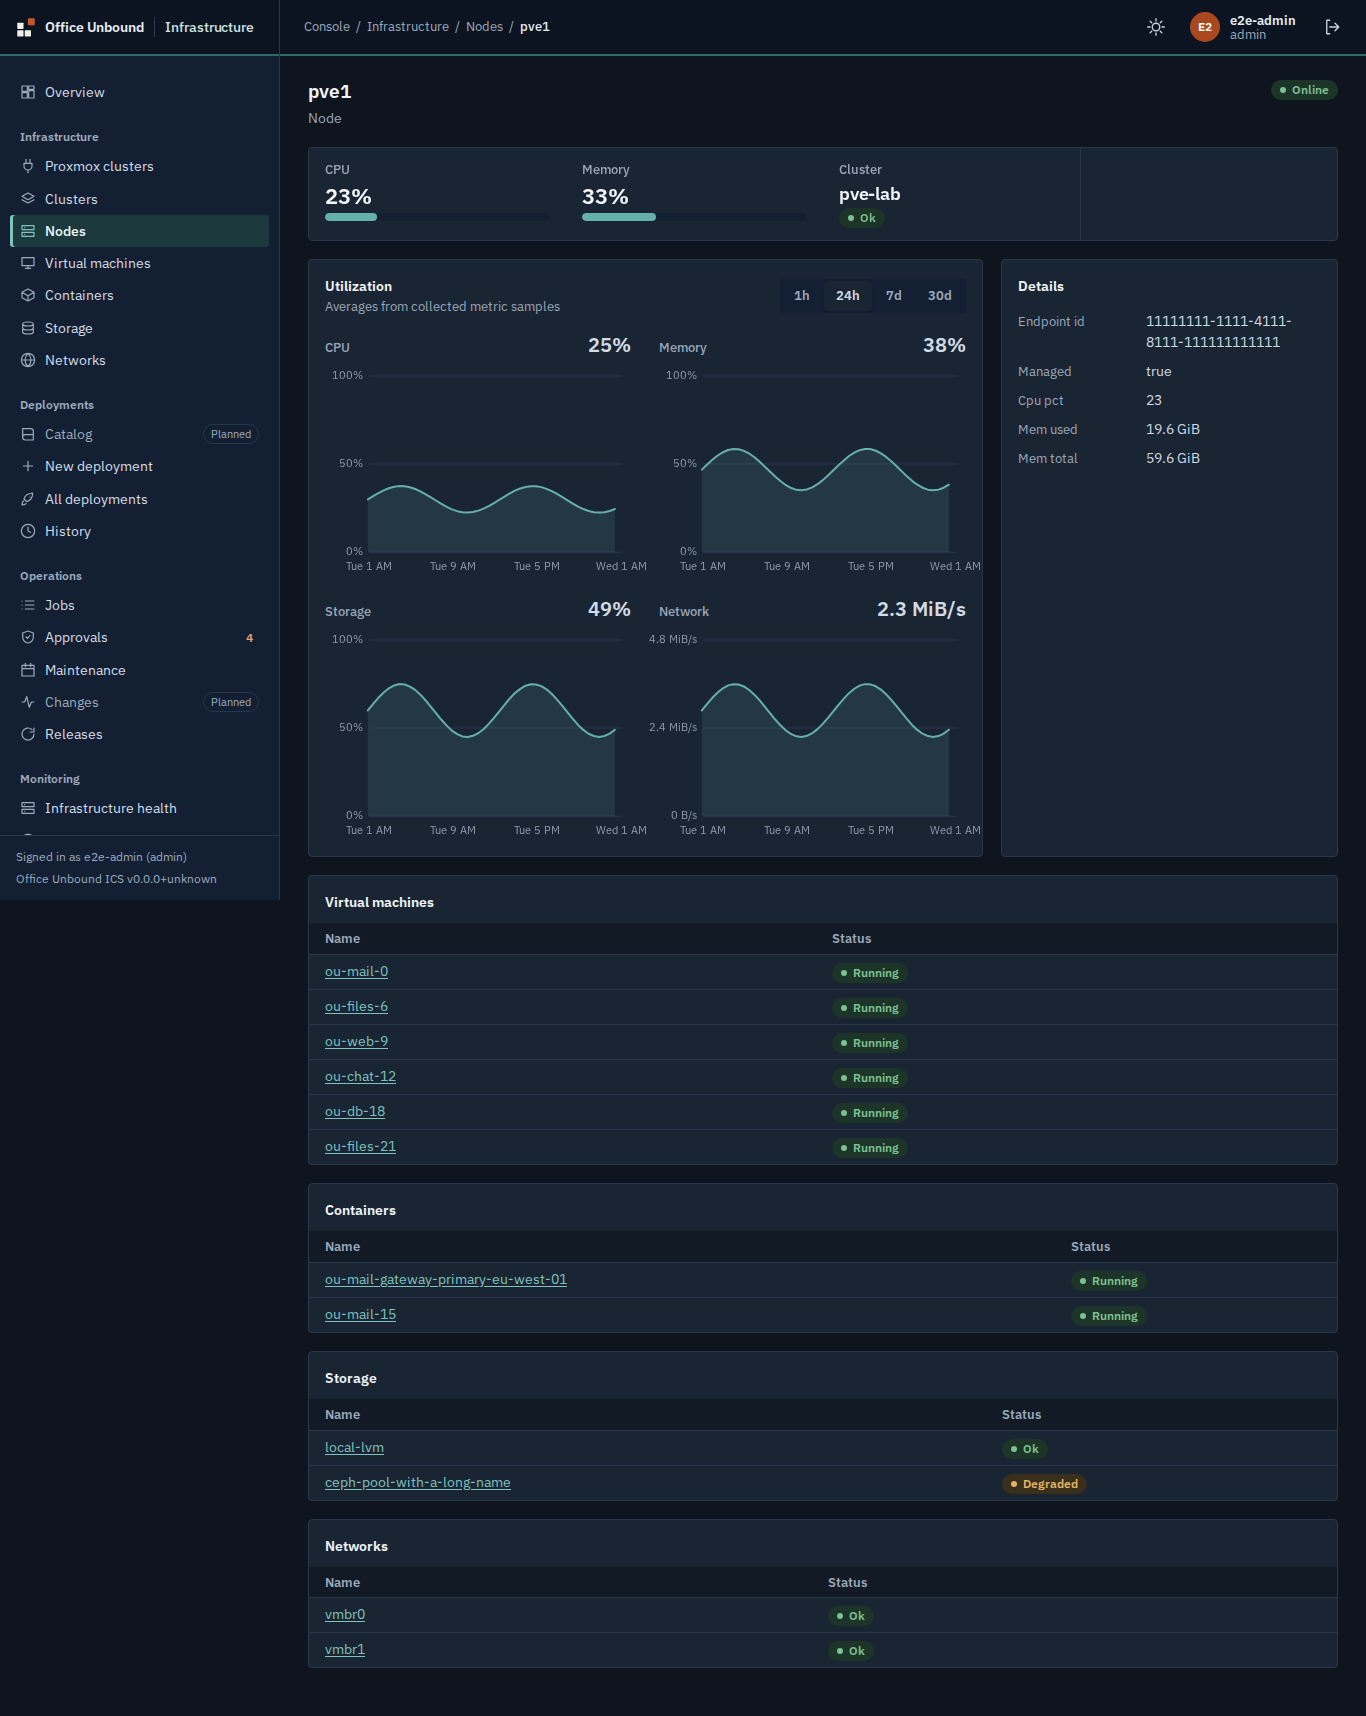 Office Unbound Infrastructure
Console / Infrastructure / Nodes / pve1
E2
e2e-admin
admin
Overview
Infrastructure
Proxmox clusters
Clusters
Nodes
Virtual machines
Containers
Storage
Networks
Deployments
Catalog Planned
New deployment
All deployments
History
Operations
Jobs
Approvals 4
Maintenance
Changes Planned
Releases
Monitoring
Infrastructure health
Signed in as e2e-admin (admin)
Office Unbound ICS v0.0.0+unknown
pve1
Online
Node
CPU
23%
Memory
33%
Cluster
pve-lab
Ok
Utilization
Averages from collected metric samples
1h 24h 7d 30d
CPU 25%
100%
50%
0%
Tue 1 AM Tue 9 AM Tue 5 PM Wed 1 AM
Memory 38%
100%
50%
0%
Tue 1 AM Tue 9 AM Tue 5 PM Wed 1 AM
Storage 49%
100%
50%
0%
Tue 1 AM Tue 9 AM Tue 5 PM Wed 1 AM
Network 2.3 MiB/s
4.8 MiB/s
2.4 MiB/s
0 B/s
Tue 1 AM Tue 9 AM Tue 5 PM Wed 1 AM
Details
Endpoint id 11111111-1111-4111-
8111-111111111111
Managed true
Cpu pct 23
Mem used 19.6 GiB
Mem total 59.6 GiB
Virtual machines
Name Status
ou-mail-0 Running
ou-files-6 Running
ou-web-9 Running
ou-chat-12 Running
ou-db-18 Running
ou-files-21 Running
Containers
Name Status
ou-mail-gateway-primary-eu-west-01 Running
ou-mail-15 Running
Storage
Name Status
local-lvm Ok
ceph-pool-with-a-long-name Degraded
Networks
Name Status
vmbr0 Ok
vmbr1 Ok